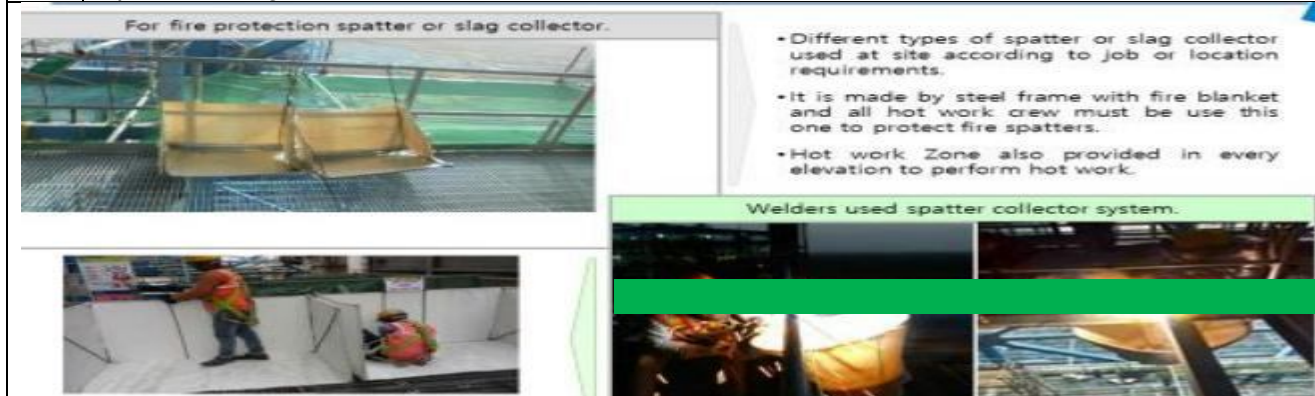 For fire protection spatter or slag collector.
•Different types of spatter or slag collector
used at site according to job or location
requirements.
•It is made by steel frame with fire blanket
and all hot work crew must be use this
one to protect fire spatters.
•Hot work Zone also provided in every
elevation to perform hot work.
Welders used spatter collector system.